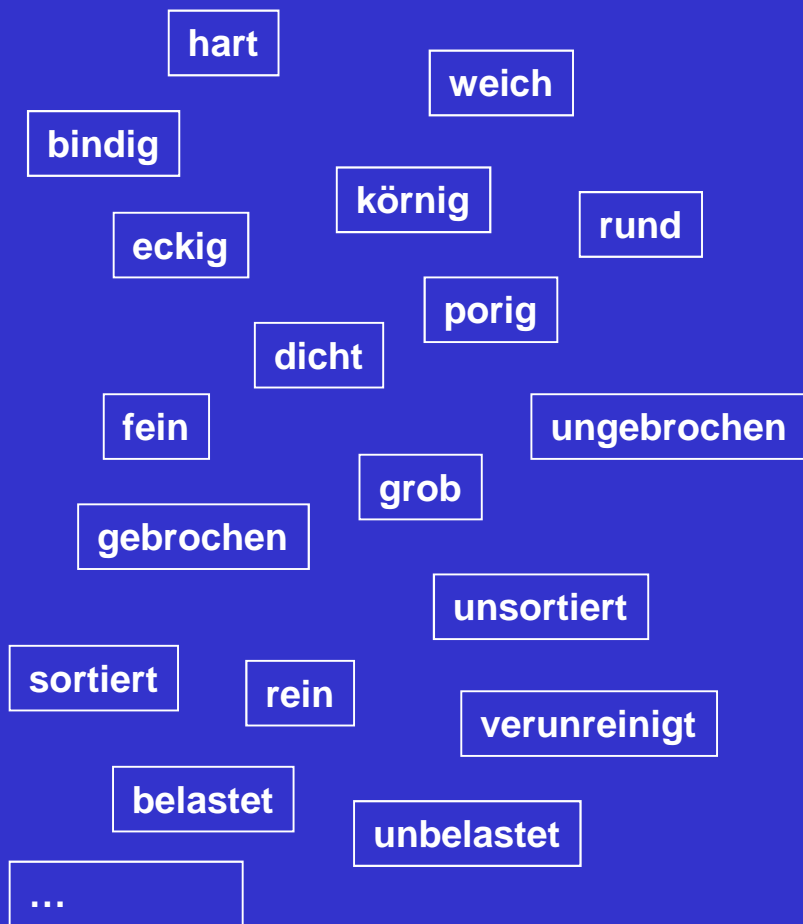 hart
weich
bindig
körnig
rund
eckig
porig
dicht
fein
ungebrochen
grob
gebrochen
unsortiert
sortiert
rein
verunreinigt
belastet
unbelastet
…